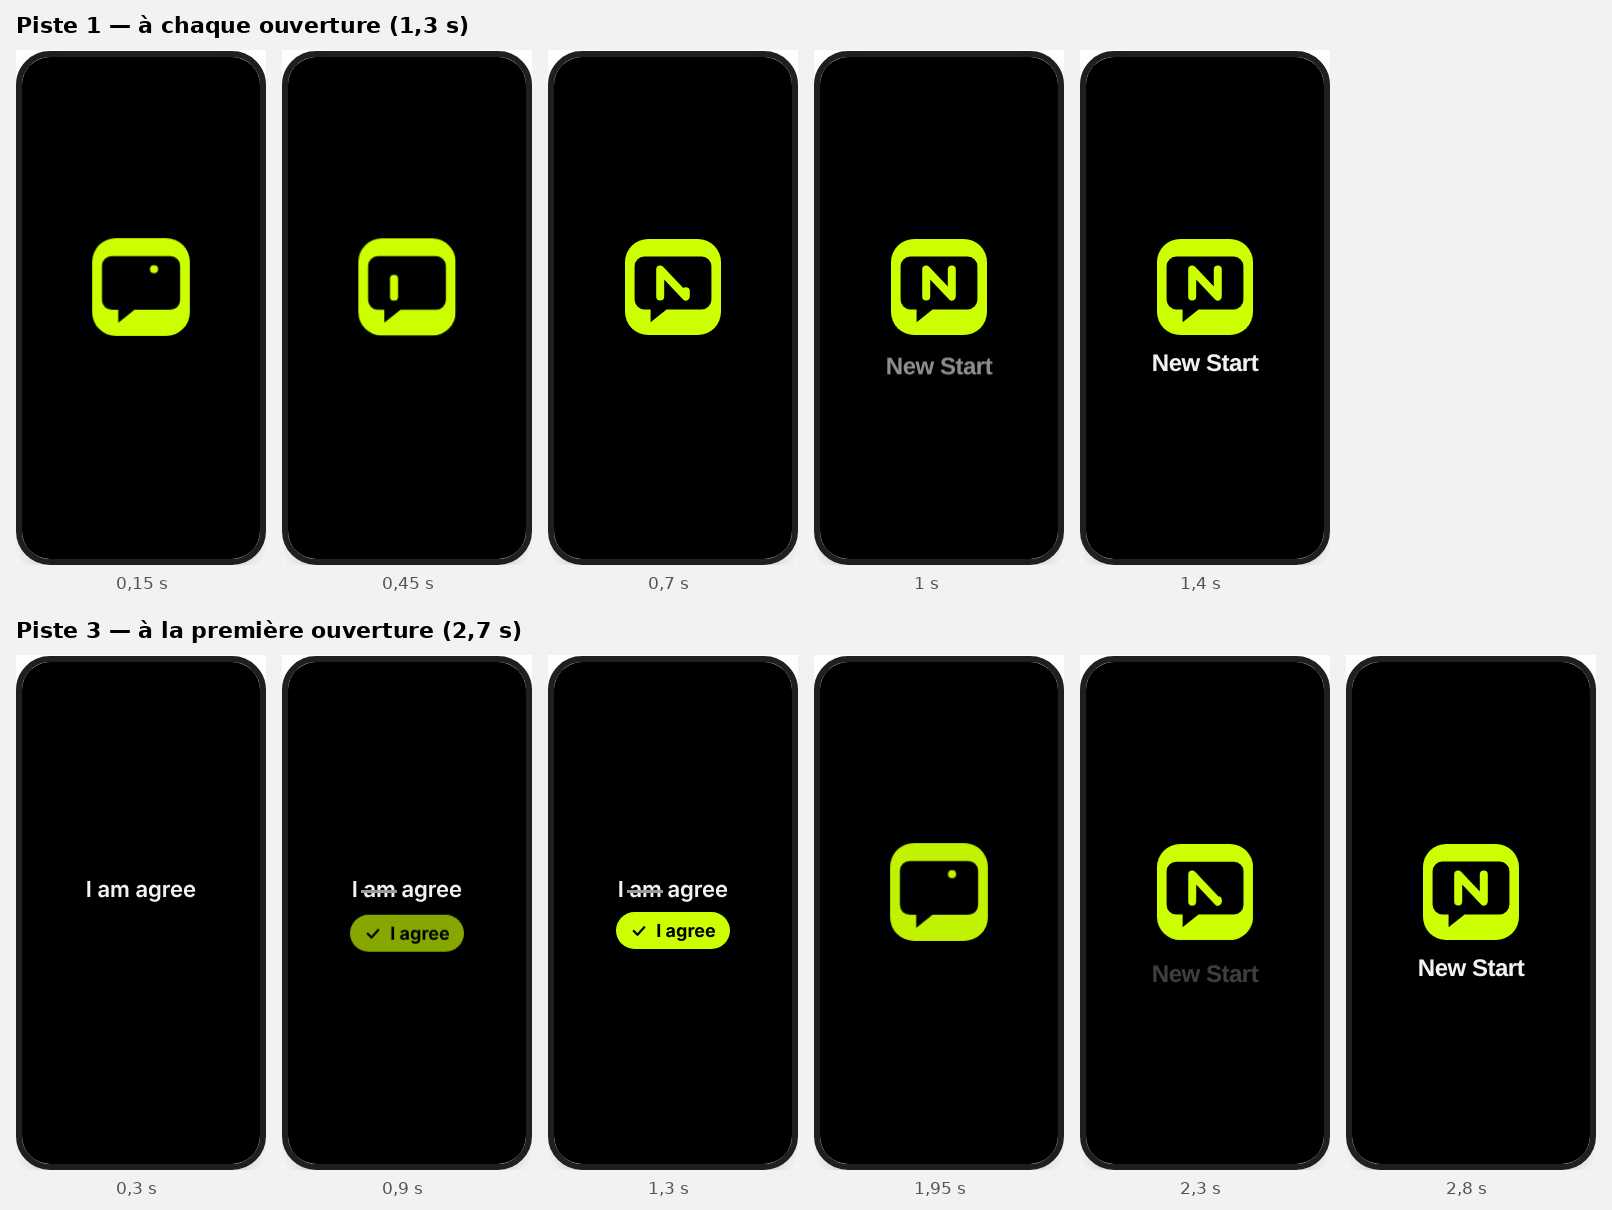 Piste 1 — à chaque ouverture (1,3 s)
N
N
New Start
New Start
0,15 s
0,45 s
0,7 s
1 s
1,4 s
Piste 3 — à la première ouverture (2,7 s)
I am agree
I am agree
I agree
I am agree
I agree
New Start
N
New Start
0,3 s
0,9 s
1,3 s
1,95 s
2,3 s
2,8 s